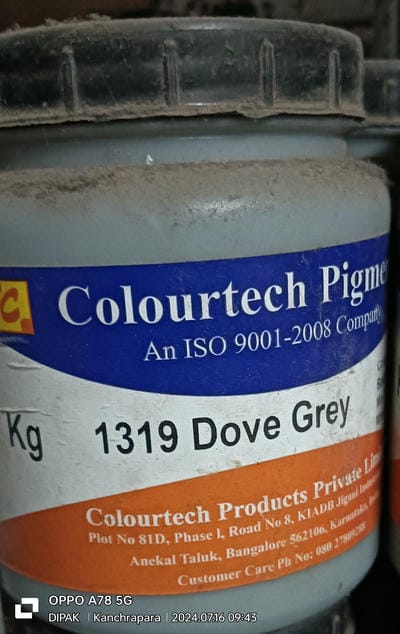 C.
Colourtech Pigme
An ISO 9001-2008 Company
Kg
1319 Dove Grey
Colourtech Products Private Lim
Plot No 81D, Phase I, Road No 8, KIADB Jigani Indus
Anekal Taluk, Bangalore 562106, Karnataka,
Customer Care Ph No: 080 27809288
OPPO A78 5G
DIPAK | Kanchrapara | 2024.07.16 09:43